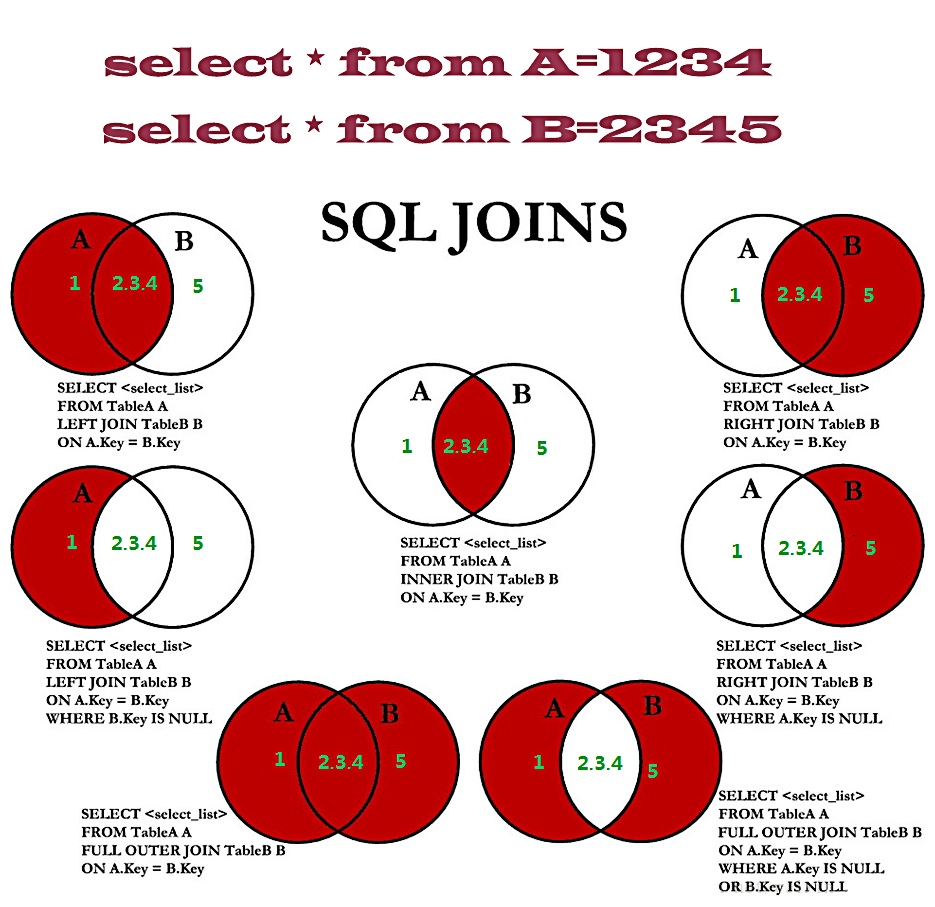 select * from A=1234
select * from B=2345
SQL JOINS
A B
1 2.3.4 5
SELECT <select_list>
FROM TableA A
LEFT JOIN TableB B
ON A.Key = B.Key
A B
1 2.3.4 5
SELECT <select_list>
FROM TableA A
RIGHT JOIN TableB B
ON A.Key = B.Key
A B
1 2.3.4 5
SELECT <select_list>
FROM TableA A
INNER JOIN TableB B
ON A.Key = B.Key
A
1 2.3.4 5
SELECT <select_list>
FROM TableA A
LEFT JOIN TableB B
ON A.Key = B.Key
WHERE B.Key IS NULL
A B
1 2.3.4 5
SELECT <select_list>
FROM TableA A
RIGHT JOIN TableB B
ON A.Key = B.Key
WHERE A.Key IS NULL
A B
1 2.3.4 5
SELECT <select_list>
FROM TableA A
FULL OUTER JOIN TableB B
ON A.Key = B.Key
A B
1 2.3.4 5
SELECT <select_list>
FROM TableA A
FULL OUTER JOIN TableB B
ON A.Key = B.Key
WHERE A.Key IS NULL
OR B.Key IS NULL